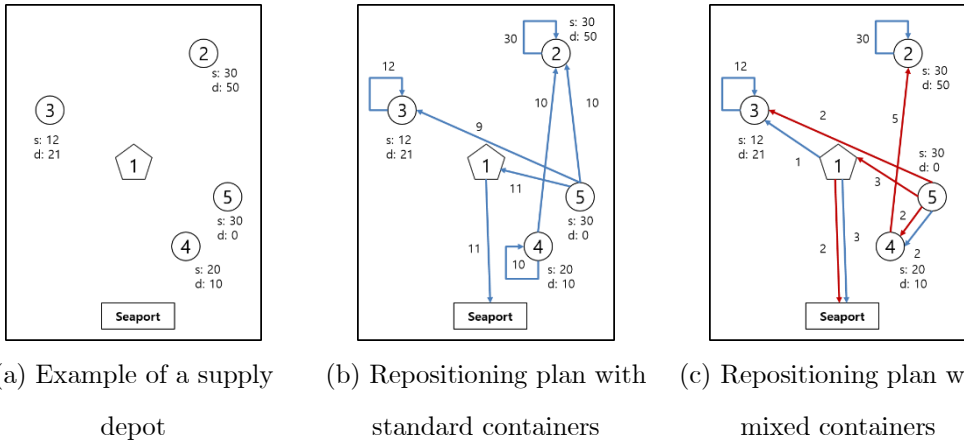 2
s: 30
d: 50
3
s: 12
d: 21
1
5
s: 30
d: 0
4
s: 20
d: 10
Seaport
s: 30
d: 50
30
2
12
3
s: 12
d: 21
10
10
9
1
11
5
s: 30
d: 0
11
4
10
s: 20
d: 10
Seaport
30
2
s: 30
d: 50
12
3
s: 12
d: 21
2
5
1
1
s: 30
d: 0
3
5
2
2
3
4
2
s: 20
d: 10
Seaport
a) Example of a supply
depot
(b) Repositioning plan with
standard containers
(c) Repositioning plan w
mixed containers